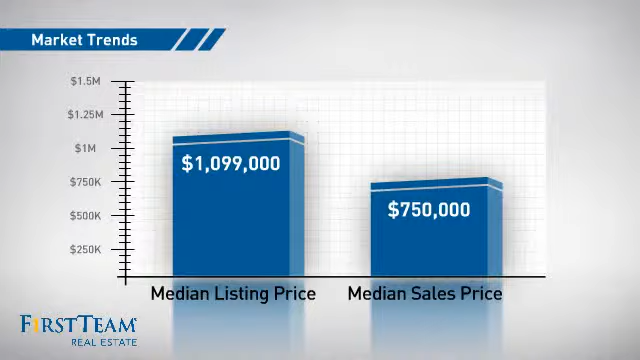 Market Trends
$1.5M
$1.25M
$1M
$750K
$500K
$250K
$1,099,000
$750,000
Median Listing Price
Median Sales Price
FIRSTTEAM®
REAL ESTATE